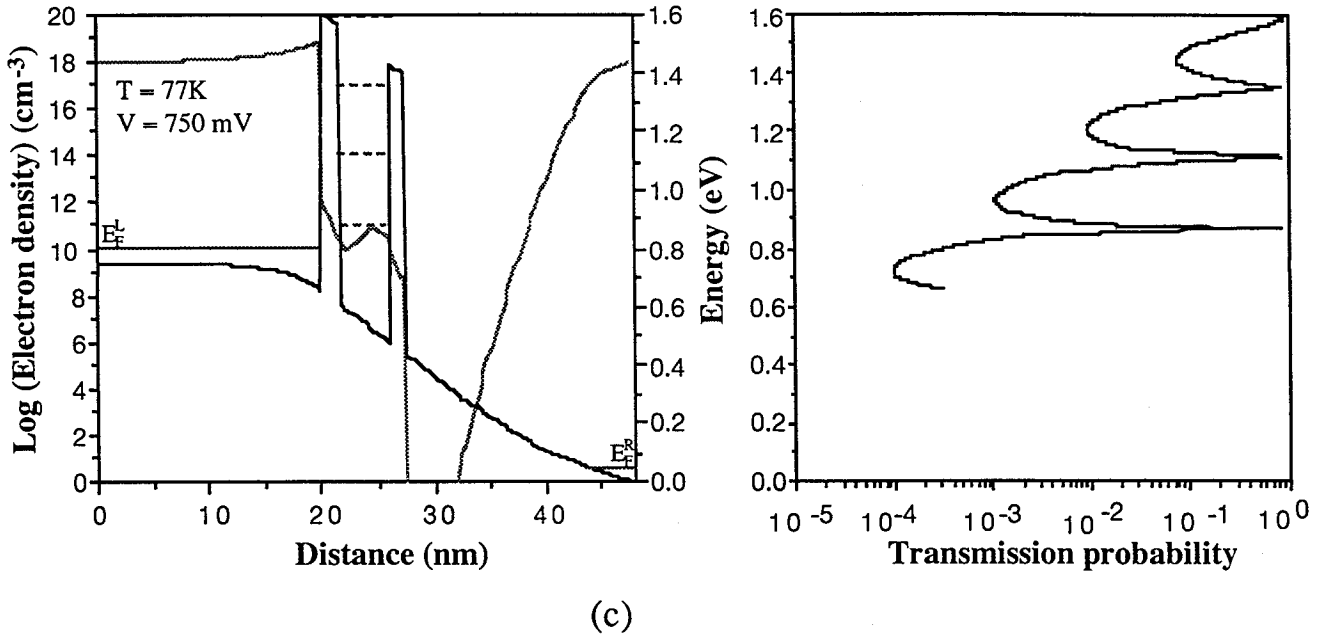 Log (Electron density) (cm-3)
20
18
16
14
12
10
8
6
4
2
0
T = 77K
V = 750 mV
E_F^L
E_F^R
1.6
1.4
1.2
1.0
0.8
0.6
0.4
0.2
0.0
0 10 20 30 40
Distance (nm)
Energy (eV)
1.6
1.4
1.2
1.0
0.8
0.6
0.4
0.2
0.0
10-5 10-4 10-3 10-2 10-1 100
Transmission probability
(c)